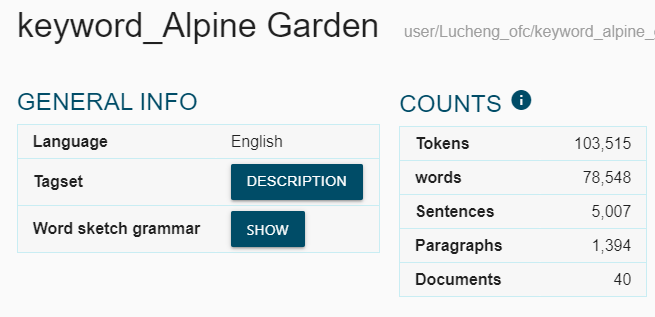 keyword_Alpine Garden user/Lucheng_ofc/keyword_alpine_
GENERAL INFO
Language English
Tagset DESCRIPTION
Word sketch grammar SHOW
COUNTS
Tokens 103,515
words 78,548
Sentences 5,007
Paragraphs 1,394
Documents 40